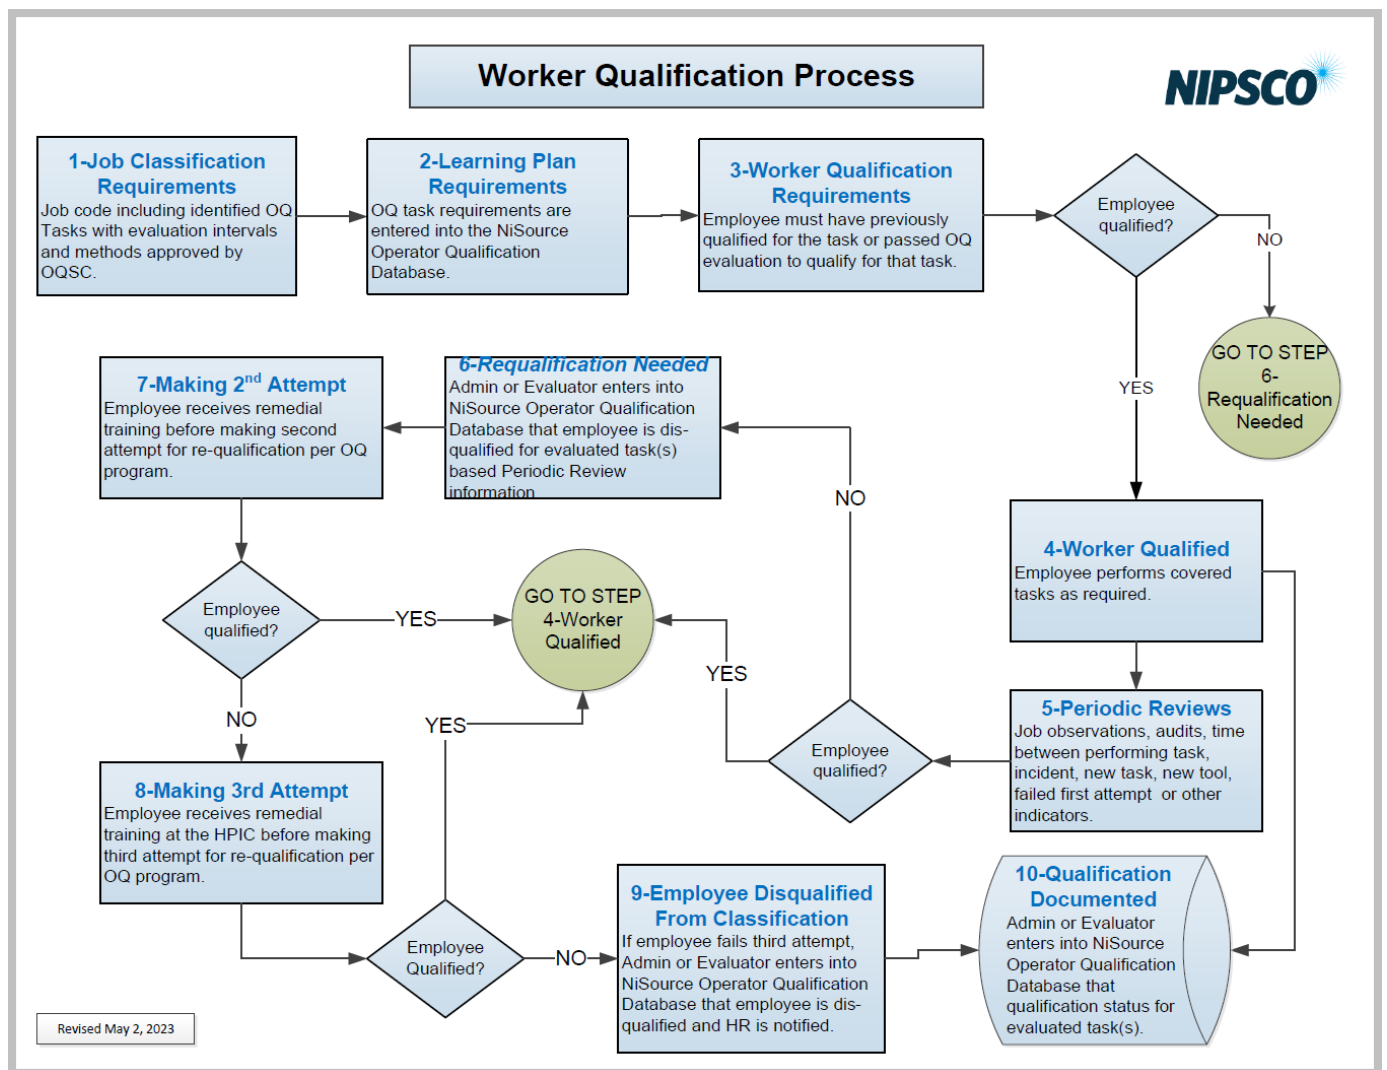 Worker Qualification Process
NIPSCO
1-Job Classification
Requirements
Job code including identified OQ
Tasks with evaluation intervals
and methods approved by
OQSC.
2-Learning Plan
Requirements
OQ task requirements are
entered into the NiSource
Operator Qualification
Database.
3-Worker Qualification
Requirements
Employee must have previously
qualified for the task or passed OQ
evaluation to qualify for that task.
Employee
qualified?
NO
GO TO STEP
6-
Requalification
Needed
YES
4-Worker Qualified
Employee performs covered
tasks as required.
5-Periodic Reviews
Job observations, audits, time
between performing task,
incident, new task, new tool,
failed first attempt or other
indicators.
Employee
qualified?
YES
NO
6-Requalification Needed
Admin or Evaluator enters into
NiSource Operator Qualification
Database that employee is dis-
qualified for evaluated task(s)
based Periodic Review
information
7-Making 2nd Attempt
Employee receives remedial
training before making second
attempt for re-qualification per OQ
program.
Employee
qualified?
YES
GO TO STEP
4-Worker
Qualified
NO
8-Making 3rd Attempt
Employee receives remedial
training at the HPIC before making
third attempt for re-qualification per
OQ program.
Employee
Qualified?
YES
NO
9-Employee Disqualified
From Classification
If employee fails third attempt,
Admin or Evaluator enters into
NiSource Operator Qualification
Database that employee is dis-
qualified and HR is notified.
10-Qualification
Documented
Admin or Evaluator
enters into NiSource
Operator Qualification
Database that
qualification status for
evaluated task(s).
Revised May 2, 2023